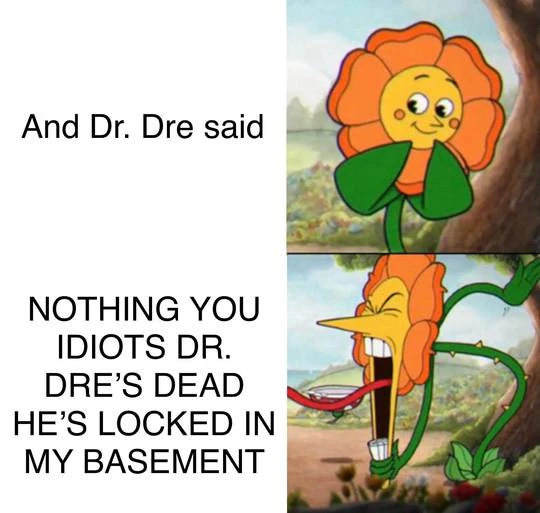 And Dr. Dre said
NOTHING YOU
IDIOTS DR.
DRE’S DEAD
HE’S LOCKED IN
MY BASEMENT